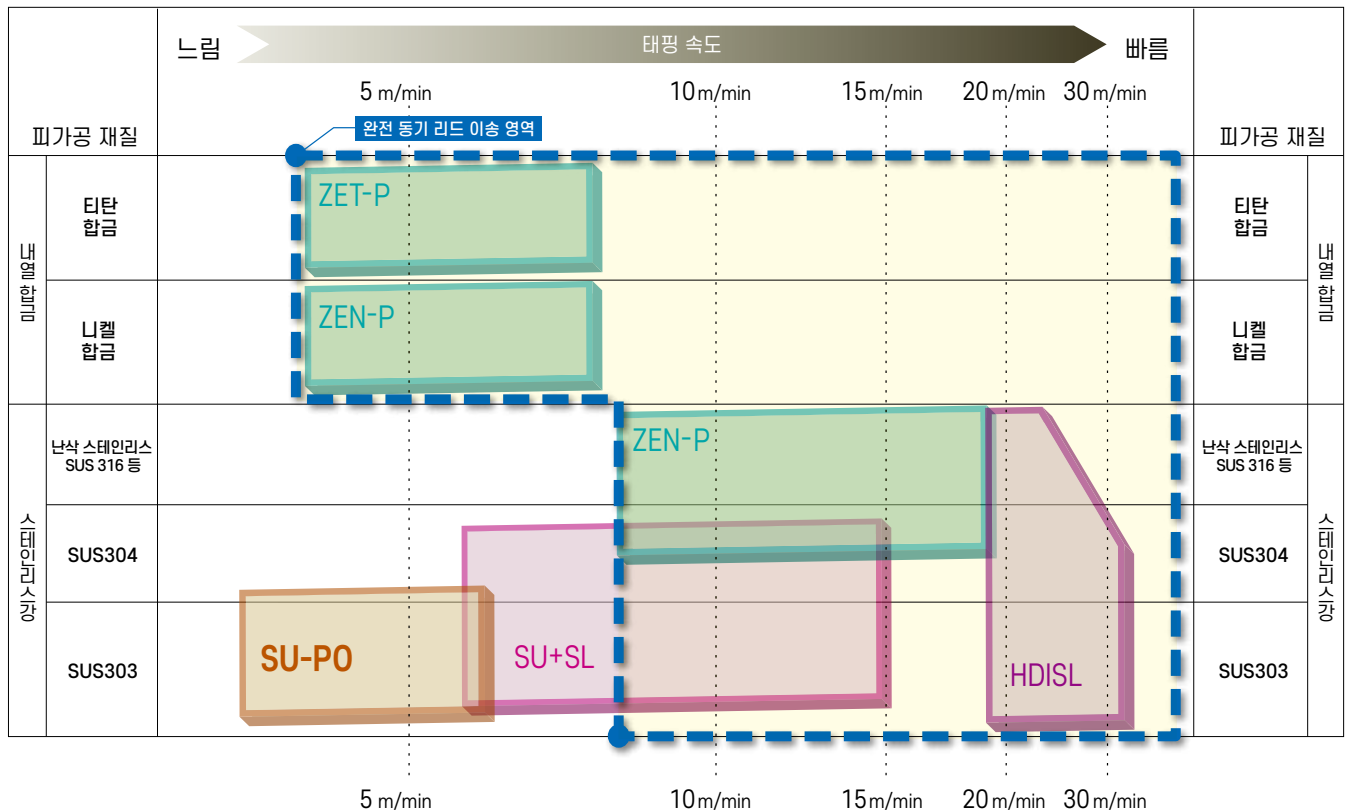 느림
태핑 속도
빠름
5 m/min
10 m/min
15 m/min
20 m/min
30 m/min
피가공 재질
완전 동기 리드 이송 영역
피가공 재질
내열 합금
티탄
합금
ZET-P
티탄
합금
내열 합금
니켈
합금
ZEN-P
니켈
합금
스테인리스강
난삭 스테인리스
SUS 316 등
ZEN-P
난삭 스테인리스
SUS 316 등
스테인리스강
SUS304
SUS304
SUS303
SU-PO
SU+SL
HDISL
SUS303
5 m/min
10 m/min
15 m/min
20 m/min
30 m/min